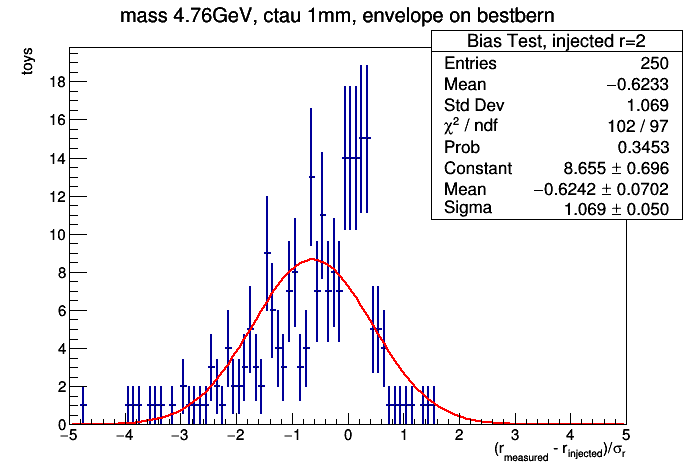 mass 4.76GeV, ctau 1mm, envelope on bestbern
Bias Test, injected r=2
Entries 250
Mean −0.6233
Std Dev 1.069
χ² / ndf 102 / 97
Prob 0.3453
Constant 8.655 ± 0.696
Mean −0.6242 ± 0.0702
Sigma 1.069 ± 0.050
toys
18
16
14
12
10
8
6
4
2
0
−5 −4 −3 −2 −1 0 1 2 3 4 5
(r_measured - r_injected)/σ_r